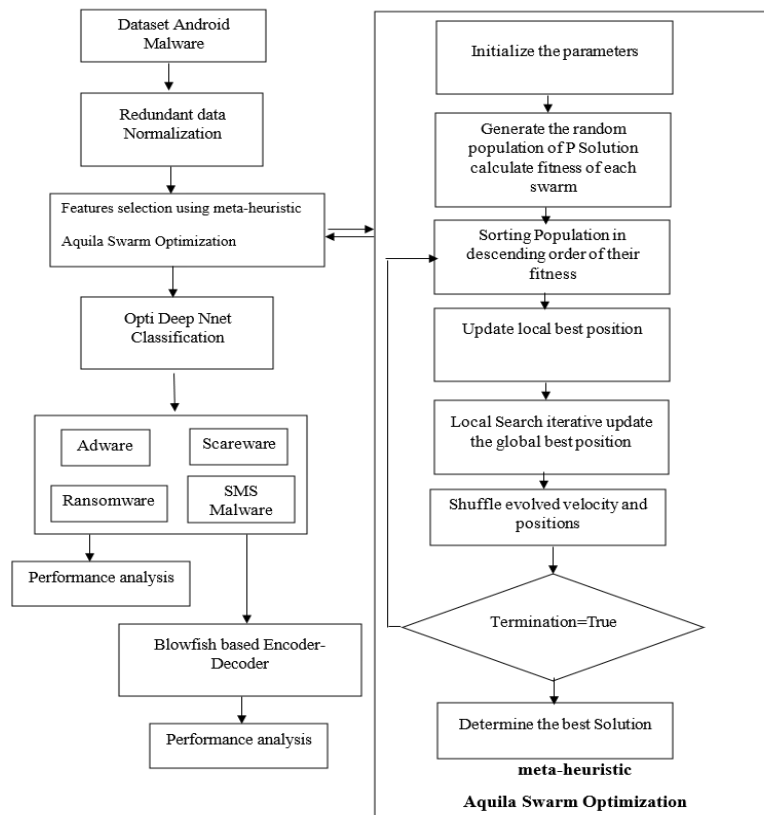 Dataset Android
Malware
Redundant data
Normalization
Features selection using meta-heuristic
Aquila Swarm Optimization
Opti Deep Nnet
Classification
Adware
Scareware
Ransomware
SMS
Malware
Performance analysis
Blowfish based Encoder-
Decoder
Performance analysis
Initialize the parameters
Generate the random
population of P Solution
calculate fitness of each
swarm
Sorting Population in
descending order of their
fitness
Update local best position
Local Search iterative update
the global best position
Shuffle evolved velocity and
positions
Termination=True
Determine the best Solution
meta-heuristic
Aquila Swarm Optimization